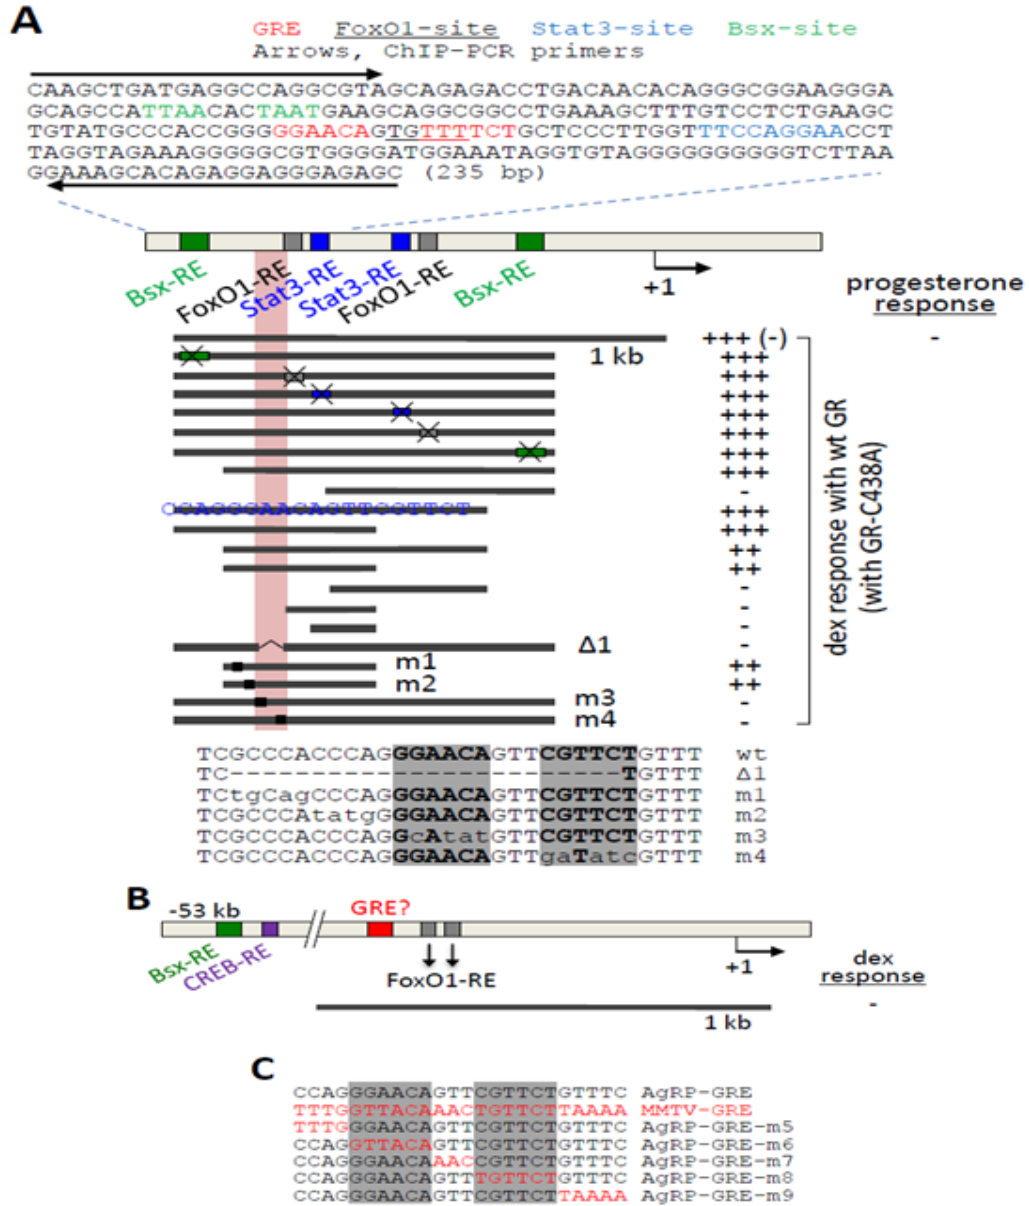 A
GRE FoxO1-site Stat3-site Bsx-site
Arrows, ChIP-PCR primers
CAAGCTGATGAGGCCAGGCGTAGCAGAGACCTGACAACACAGGGCGGAAGGGA
GCAGCCATTAACACTAATGAAGCAGGCGGCCTGAAAGCTTTGTCCTCTGAAGC
TGTATGCCCACCGGGGGAACAGTGTTTTCTGCTCCCTTGGTTTCCAGGAACCT
TAGGTAGAAAGGGGGCGTGGGGATGGAAATAGGTGTAGGGGGGGGGGTCTTAA
GGAAAGCACAGAGGAGGGAGAGC (235 bp)
Bsx-RE
FoxO1-RE
Stat3-RE
Stat3-RE
FoxO1-RE
Bsx-RE
+1
progesterone
response
+++ (-) -
1 kb +++
+++
+++
+++
+++
+++
+++
-
+++
+++
++
++
-
-
-
Δ1 -
m1 ++
m2 ++
m3 -
m4 -
dex response with wt GR
(with GR-C438A)
TCGCCCACCCAGGGAACAGTTCGTTCTGTTT wt
TC------------------------TGTTT Δ1
TCtgCagCCCAGGGAACAGTTCGTTCTGTTT m1
TCGCCCAtatgGGGAACAGTTCGTTCTGTTT m2
TCGCCCACCCAGGcAtatGTTCGTTCTGTTT m3
TCGCCCACCCAGGGAACAGTTgaTatcGTTT m4
B
-53 kb
GRE?
Bsx-RE
CREB-RE
FoxO1-RE
+1
dex
response
-
1 kb
C
CCAGGGAACAGTTCGTTCTGTTTC AgRP-GRE
TTTGGTTACAAACTGTTCTTAAAA MMTV-GRE
TTTGGGAACAGTTCGTTCTGTTTC AgRP-GRE-m5
CCAGGTTACAGTTCGTTCTGTTTC AgRP-GRE-m6
CCAGGGAACAAACCGTTCTGTTTC AgRP-GRE-m7
CCAGGGAACAGTTTGTTCTGTTTC AgRP-GRE-m8
CCAGGGAACAGTTCGTTCTTAAAA AgRP-GRE-m9